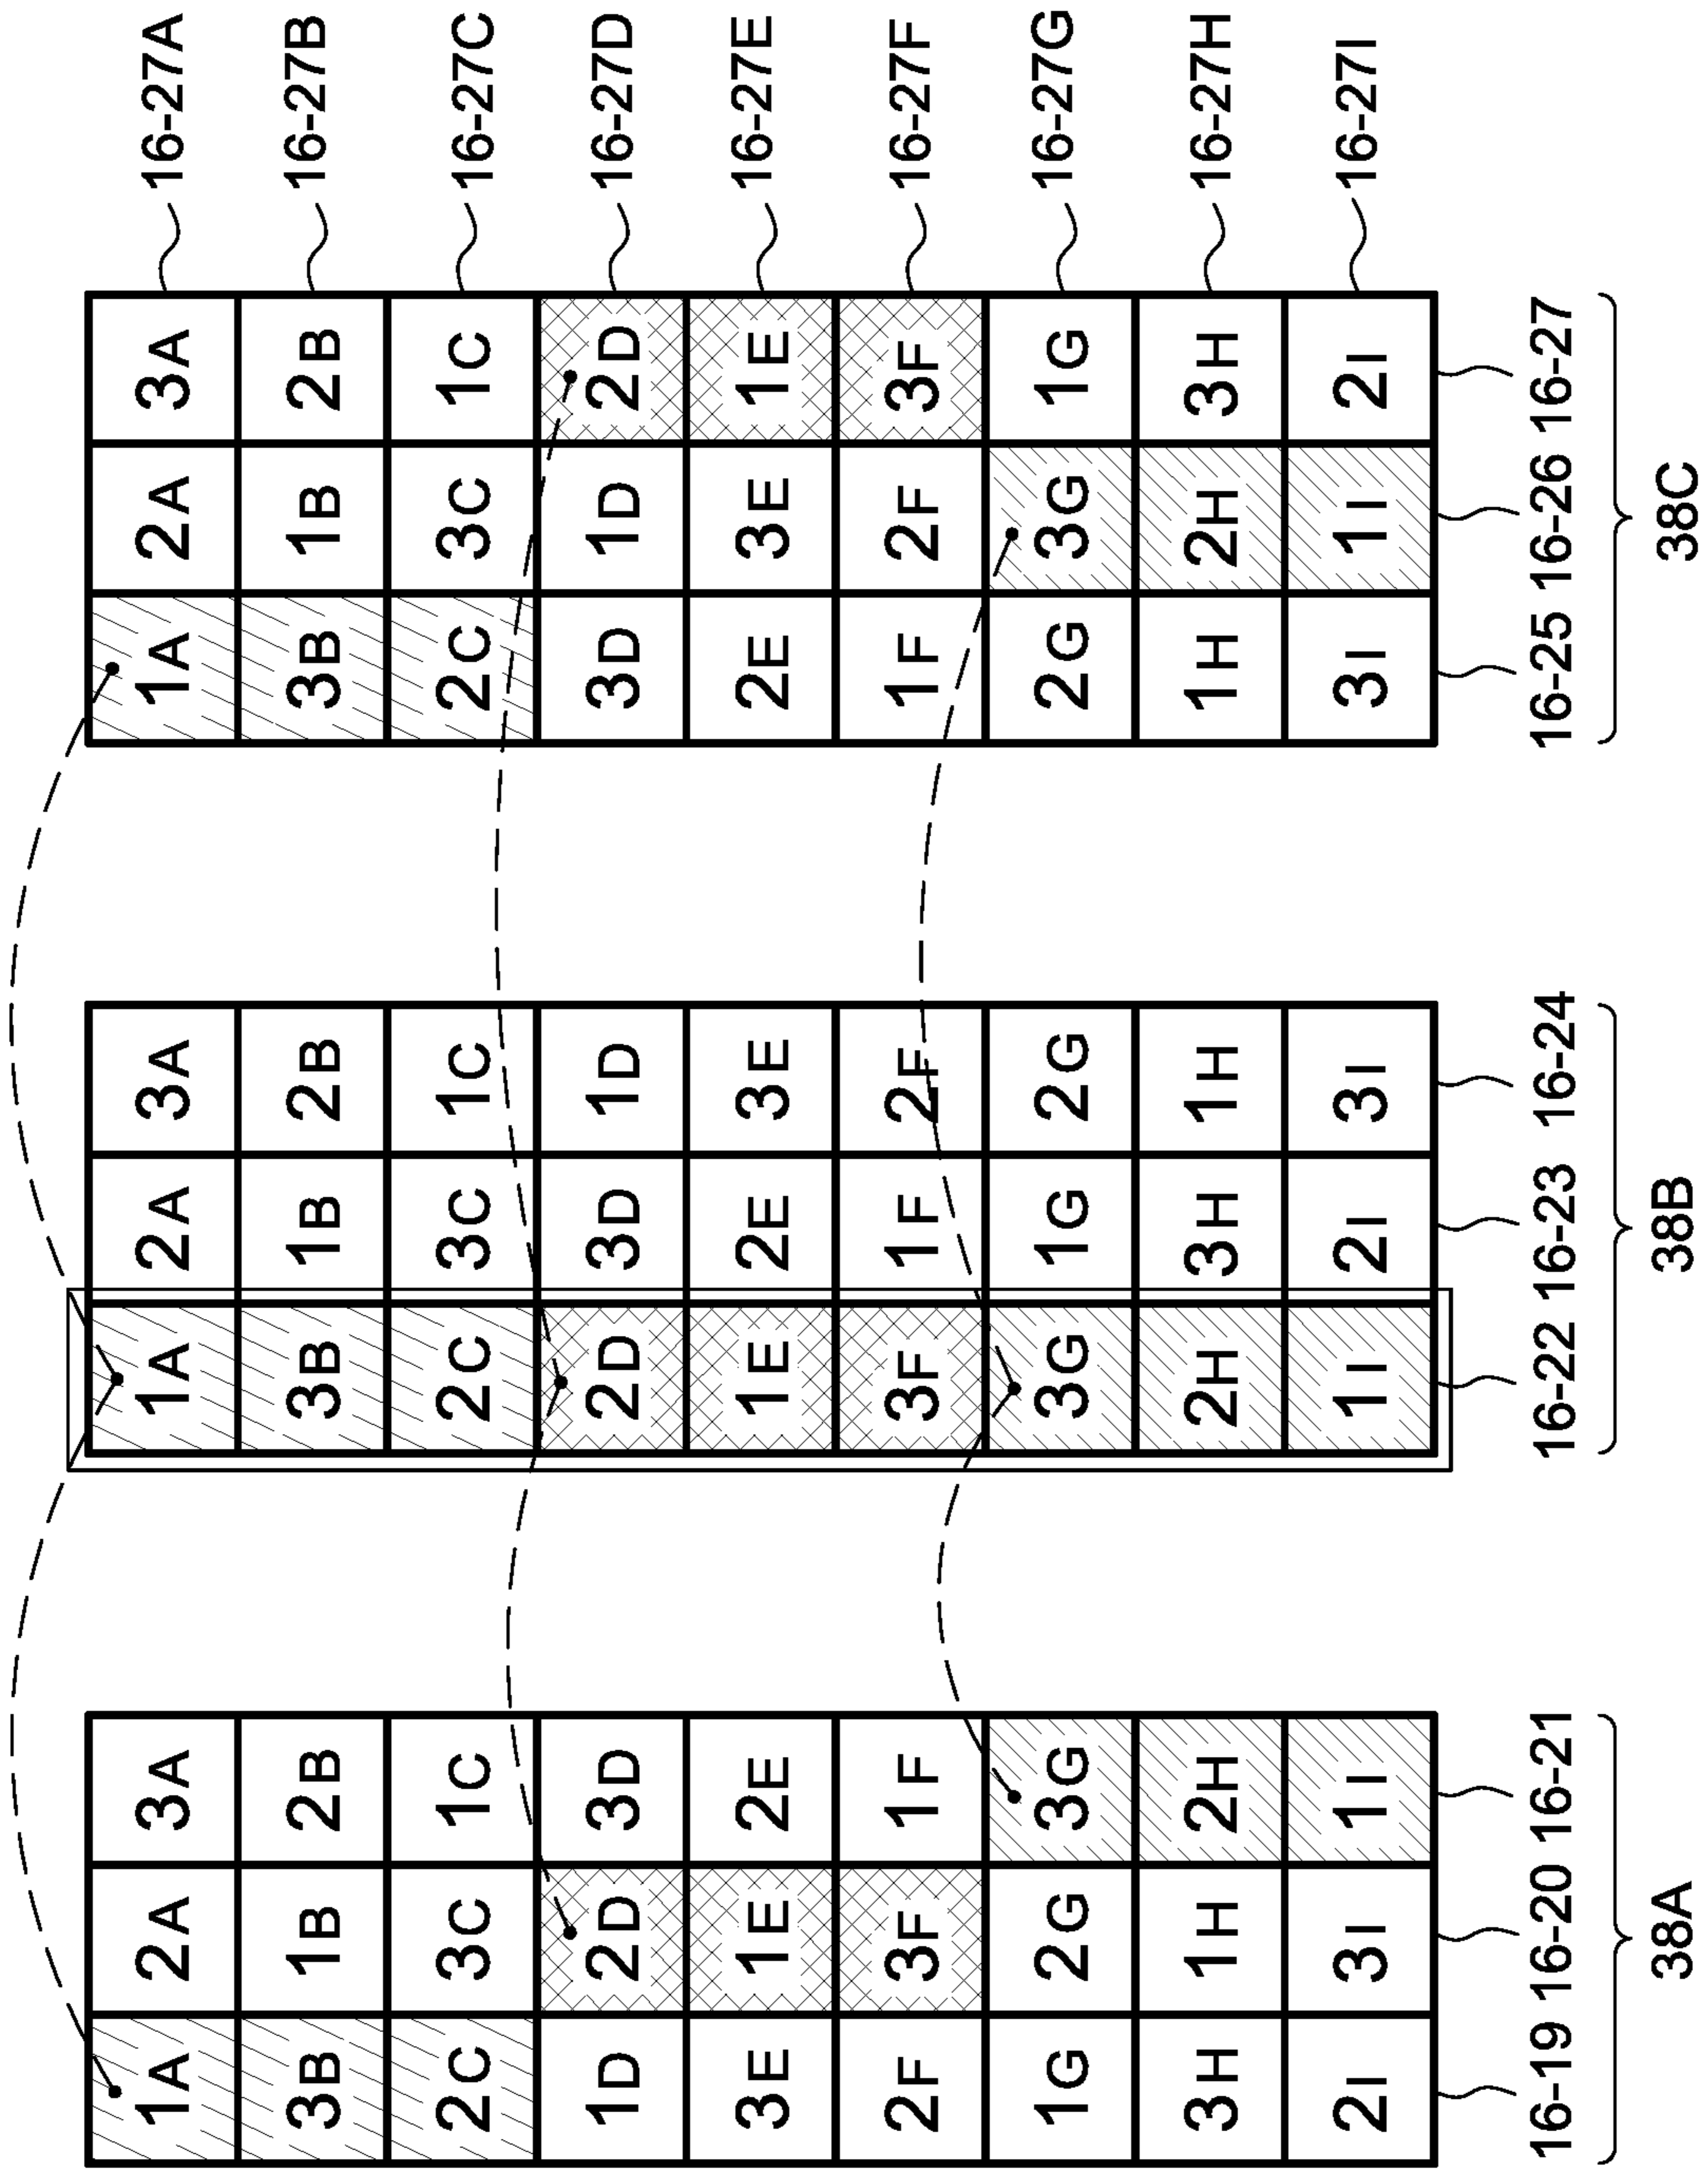 1A 2A 3A 1A 2A 3A 1A 2A 3A 16-27A
3B 1B 2B 3B 1B 2B 3B 1B 2B 16-27B
2C 3C 1C 2C 3C 1C 2C 3C 1C 16-27C
1D 2D 3D 2D 3D 1D 3D 1D 2D 16-27D
3E 1E 2E 1E 2E 3E 2E 3E 1E 16-27E
2F 3F 1F 3F 1F 2F 1F 2F 3F 16-27F
1G 2G 3G 3G 1G 2G 2G 3G 1G 16-27G
3H 1H 2H 2H 3H 1H 1H 2H 3H 16-27H
2I 3I 1I 1I 2I 3I 3I 1I 2I 16-27I
16-19 16-20 16-21 16-22 16-23 16-24 16-25 16-26 16-27
38A 38B 38C